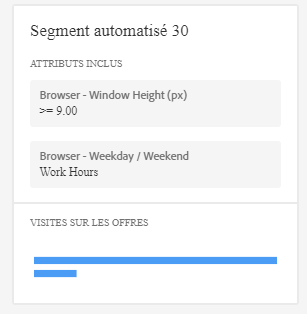 Segment automatisé 30
ATTRIBUTS INCLUS
Browser - Window Height (px)
>= 9.00
Browser - Weekday / Weekend
Work Hours
VISITES SUR LES OFFRES